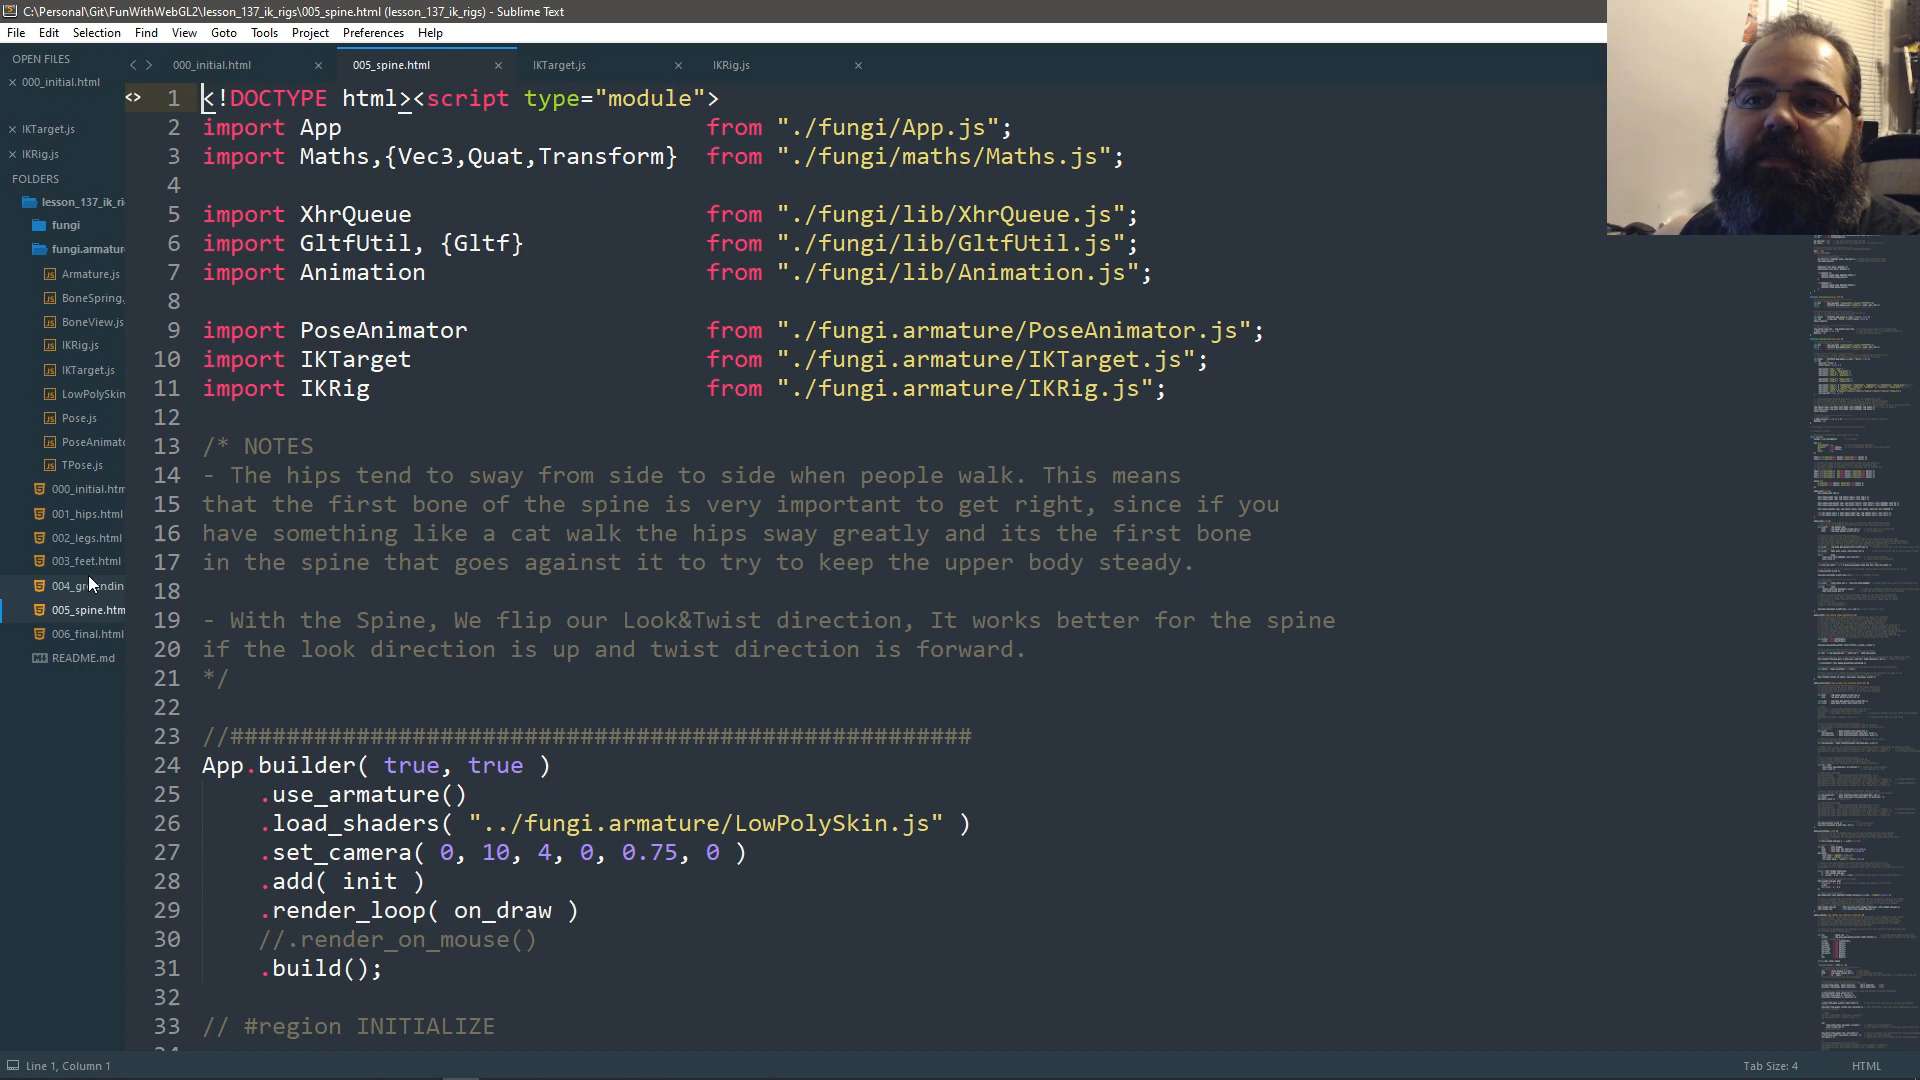 C:\Personal\Git\FunWithWebGL2\lesson_137_ik_rigs\005_spine.html (lesson_137_ik_rigs) - Sublime Text
File Edit Selection Find View Goto Tools Project Preferences Help
OPEN FILES
000_initial.html
IKTarget.js
IKRig.js
FOLDERS
lesson_137_ik_ri
fungi
fungi.armatur
Armature.js
BoneSpring.
BoneView.js
IKRig.js
IKTarget.js
LowPolySkin
Pose.js
PoseAnimato
TPose.js
000_initial.htm
001_hips.html
002_legs.html
003_feet.html
005_spine.htm
006_final.html
README.md
000_initial.html 005_spine.html IKTarget.js IKRig.js
1 <!DOCTYPE html><script type="module">
2 import App from "./fungi/App.js";
3 import Maths,{Vec3,Quat,Transform} from "./fungi/maths/Maths.js";
4
5 import XhrQueue from "./fungi/lib/XhrQueue.js";
6 import GltfUtil, {Gltf} from "./fungi/lib/GltfUtil.js";
7 import Animation from "./fungi/lib/Animation.js";
8
9 import PoseAnimator from "./fungi.armature/PoseAnimator.js";
10 import IKTarget from "./fungi.armature/IKTarget.js";
11 import IKRig from "./fungi.armature/IKRig.js";
12
13 /* NOTES
14 - The hips tend to sway from side to side when people walk. This means
15 that the first bone of the spine is very important to get right, since if you
16 have something like a cat walk the hips sway greatly and its the first bone
17 in the spine that goes against it to try to keep the upper body steady.
18
19 - With the Spine, We flip our Look&Twist direction, It works better for the spine
20 if the look direction is up and twist direction is forward.
21 */
22
23 //#####################################################
24 App.builder( true, true )
25 .use_armature()
26 .load_shaders( "../fungi.armature/LowPolySkin.js" )
27 .set_camera( 0, 10, 4, 0, 0.75, 0 )
28 .add( init )
29 .render_loop( on_draw )
30 //.render_on_mouse()
31 .build();
32
33 // #region INITIALIZE
Line 1, Column 1
Tab Size: 4
HTML